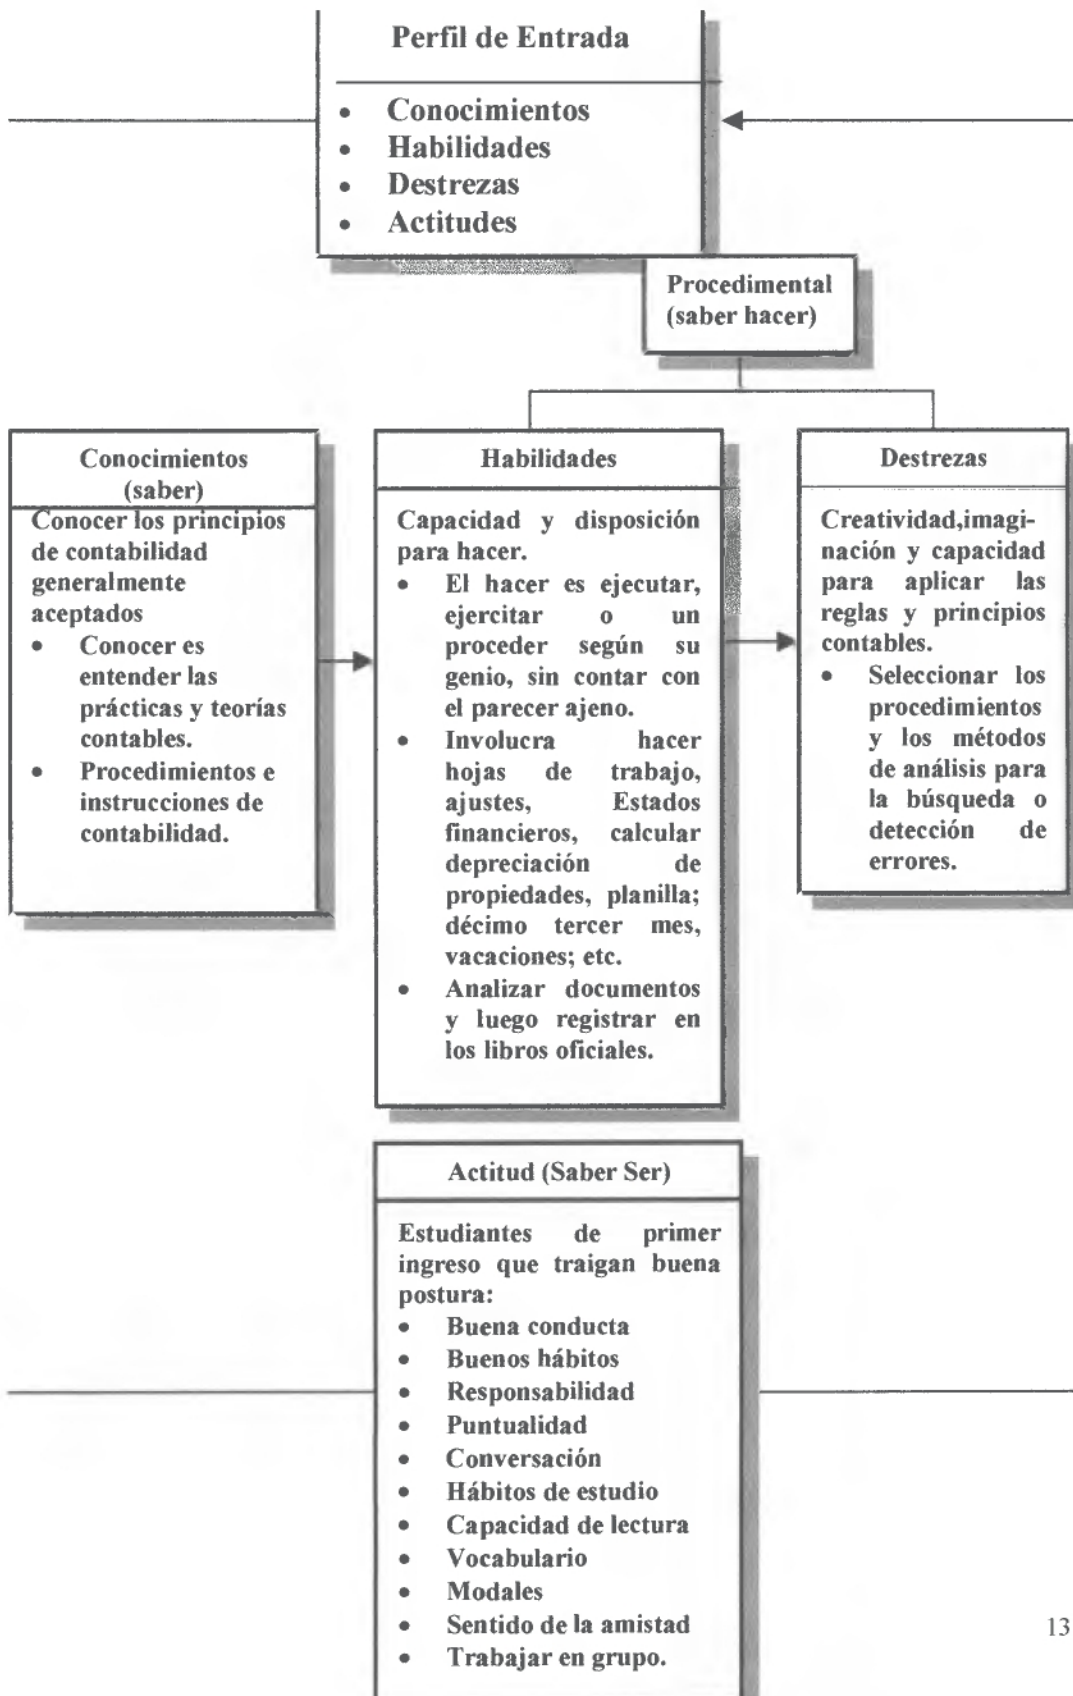 Perfil de Entrada
• Conocimientos
• Habilidades
• Destrezas
• Actitudes
Procedimental
(saber hacer)
Conocimientos
(saber)
Conocer los principios
de contabilidad
generalmente
aceptados
• Conocer es
entender las
prácticas y teorías
contables.
• Procedimientos e
instrucciones de
contabilidad.
Habilidades
Capacidad y disposición
para hacer.
• El hacer es ejecutar,
ejercitar o un
proceder según su
genio, sin contar con
el parecer ajeno.
• Involucra hacer
hojas de trabajo,
ajustes, Estados
financieros, calcular
depreciación de
propiedades, planilla;
décimo tercer mes,
vacaciones; etc.
• Analizar documentos
y luego registrar en
los libros oficiales.
Destrezas
Creatividad,imagi-
nación y capacidad
para aplicar las
reglas y principios
contables.
• Seleccionar los
procedimientos
y los métodos
de análisis para
la búsqueda o
detección de
errores.
Actitud (Saber Ser)
Estudiantes de primer
ingreso que traigan buena
postura:
• Buena conducta
• Buenos hábitos
• Responsabilidad
• Puntualidad
• Conversación
• Hábitos de estudio
• Capacidad de lectura
• Vocabulario
• Modales
• Sentido de la amistad
• Trabajar en grupo.
13